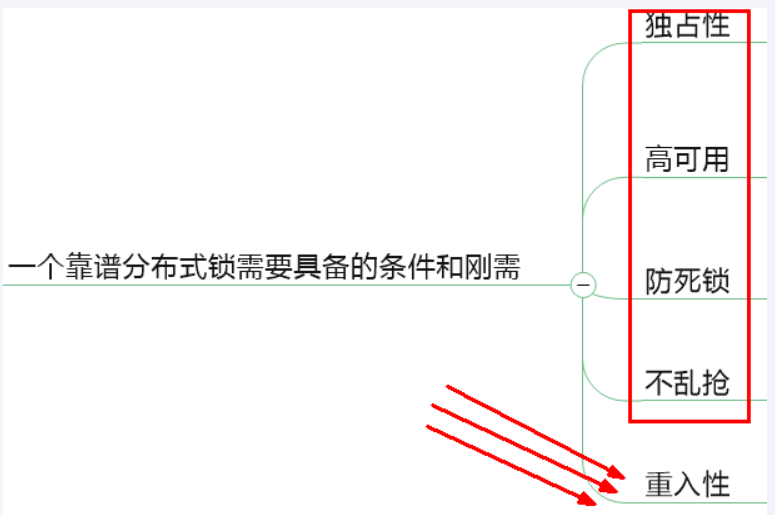 独占性
高可用
一个靠谱分布式锁需要具备的条件和刚需
防死锁
不乱抢
重入性